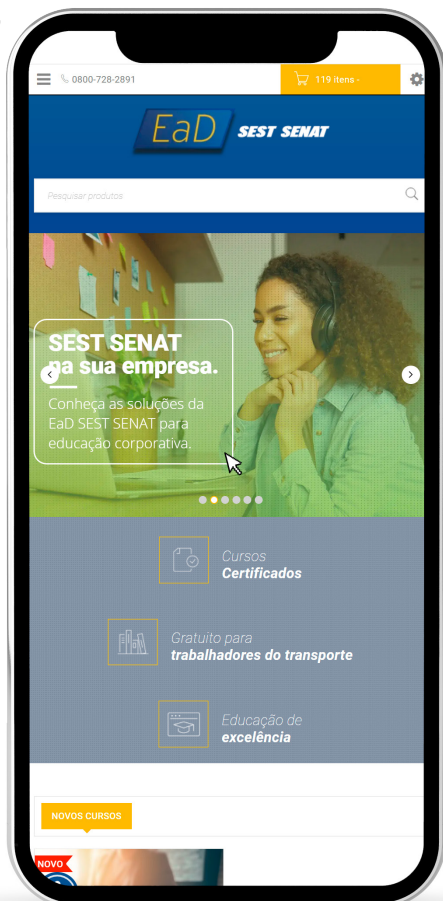 0800-728-2891
119 itens -
EaD SEST SENAT
Pesquisar produtos
SEST SENAT
na sua empresa.
Conheça as soluções da
EaD SEST SENAT para
educação corporativa.
Cursos
Certificados
Gratuito para
trabalhadores do transporte
Educação de
excelência
NOVOS CURSOS
NOVO